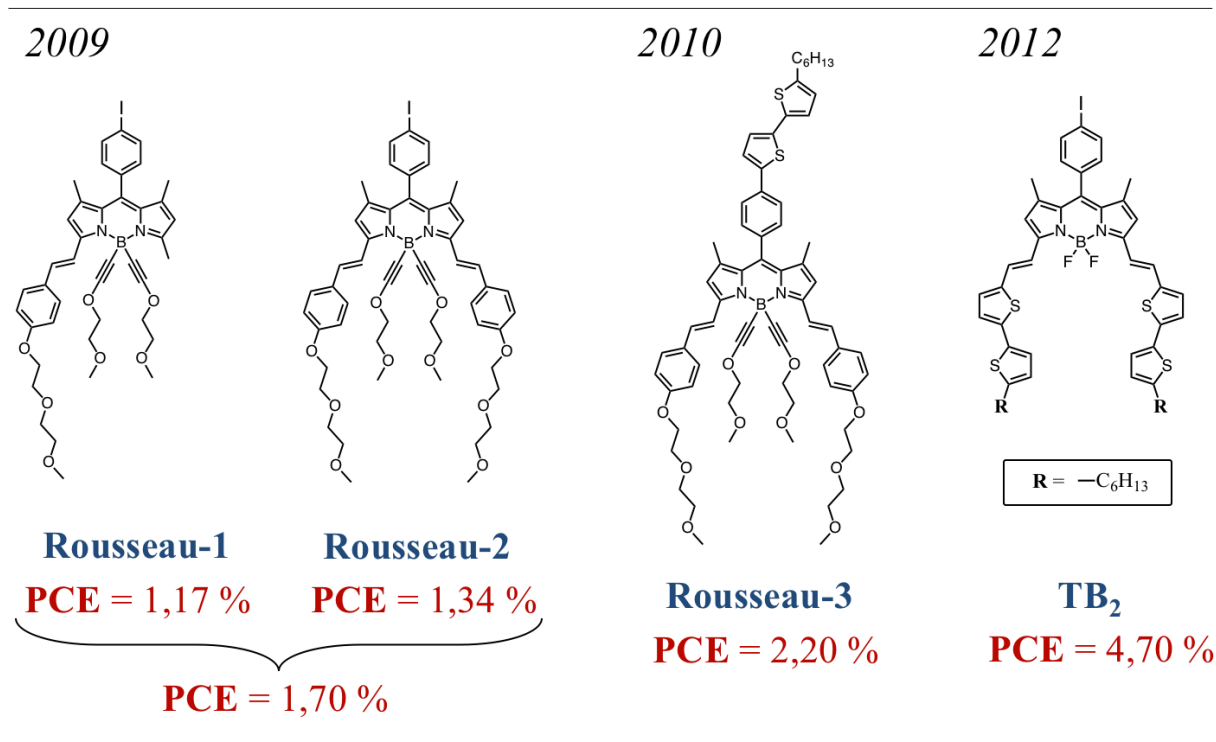 2009
2010
2012
C6H13
S
S
I
I
I
N
N
B
O
O
O
O
O
O
O
N
N
B
O
O
O
O
O
O
O
O
O
O
N
N
B
O
O
O
O
O
O
O
O
O
O
N
N
B
F
F
S
S
S
S
R
R
R = —C6H13
Rousseau-1
Rousseau-2
Rousseau-3
TB2
PCE = 1,17 %
PCE = 1,34 %
PCE = 2,20 %
PCE = 4,70 %
PCE = 1,70 %